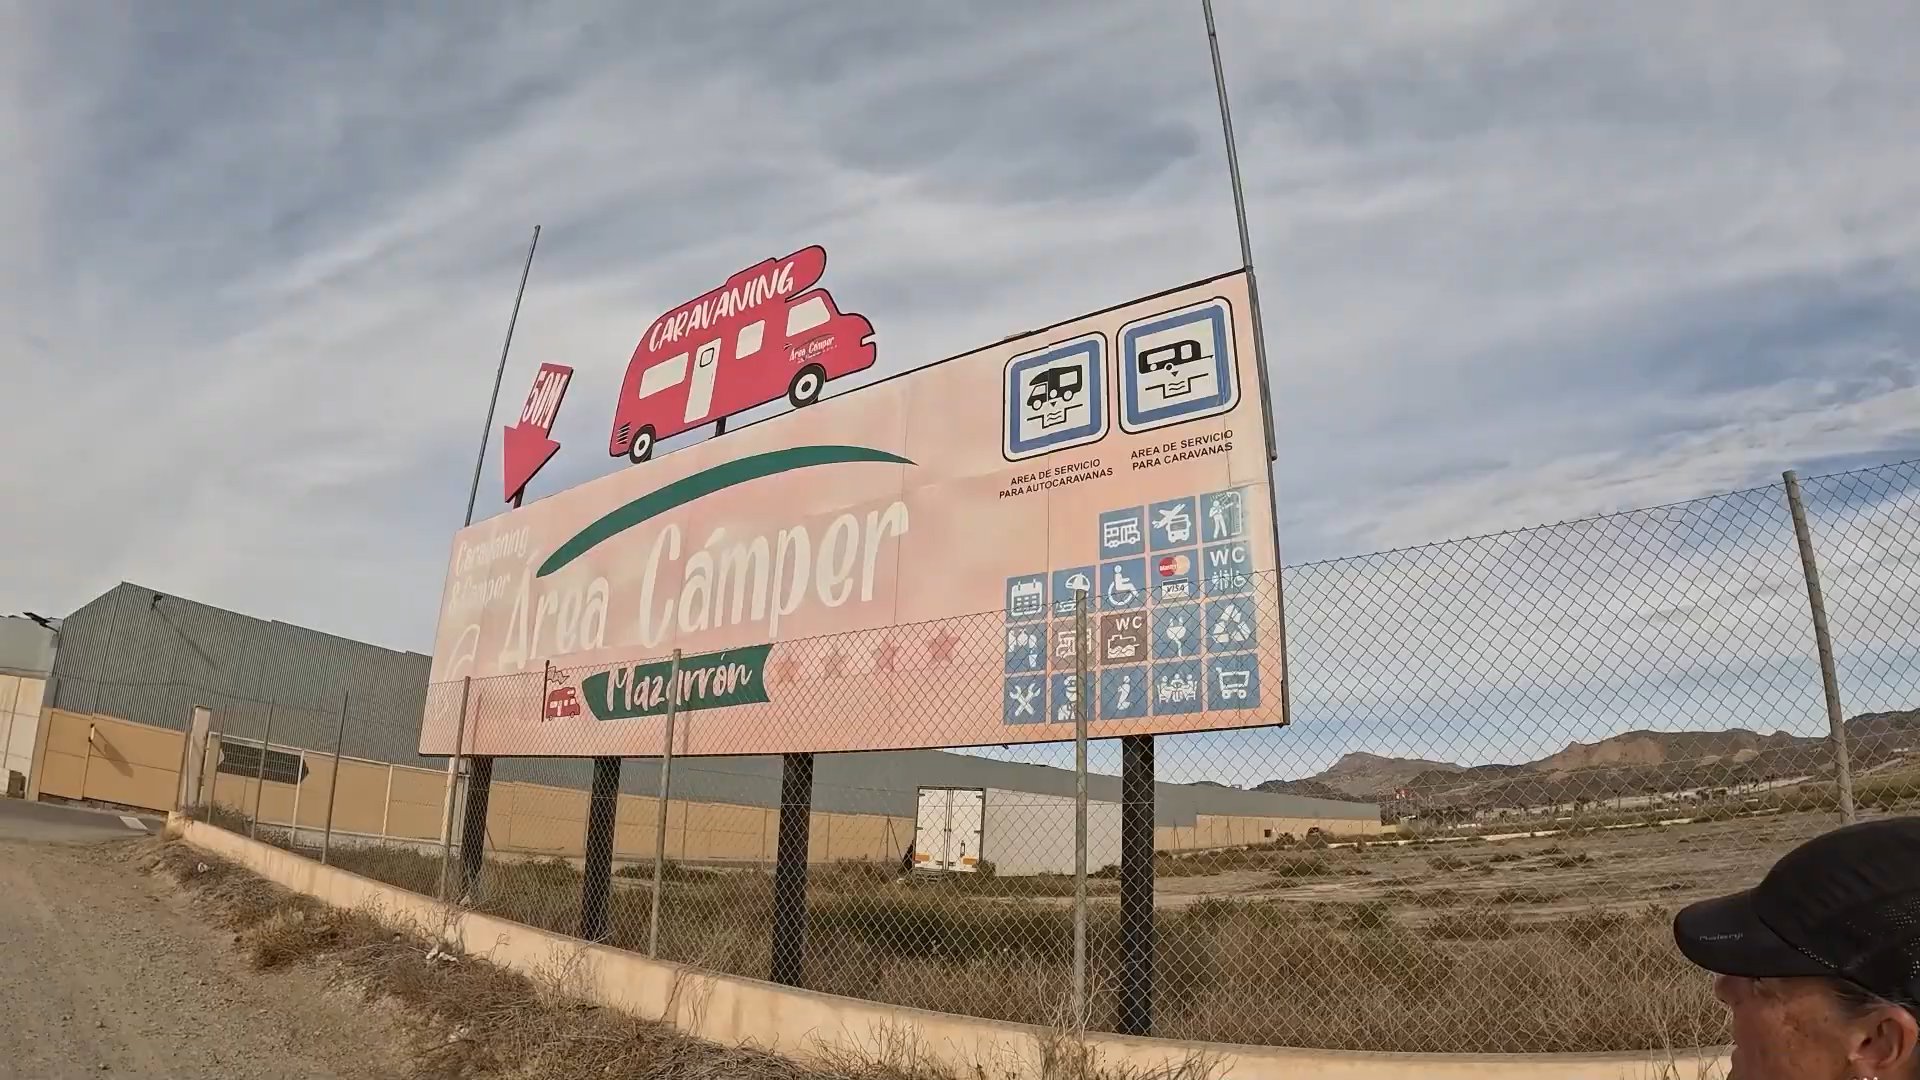 50M
CARAVANING
Área Cámper
Caravaning
& Camper
Área Cámper
Mazarrón
AREA DE SERVICIO
PARA AUTOCARAVANAS
AREA DE SERVICIO
PARA CARAVANAS
WC
VISA
WC